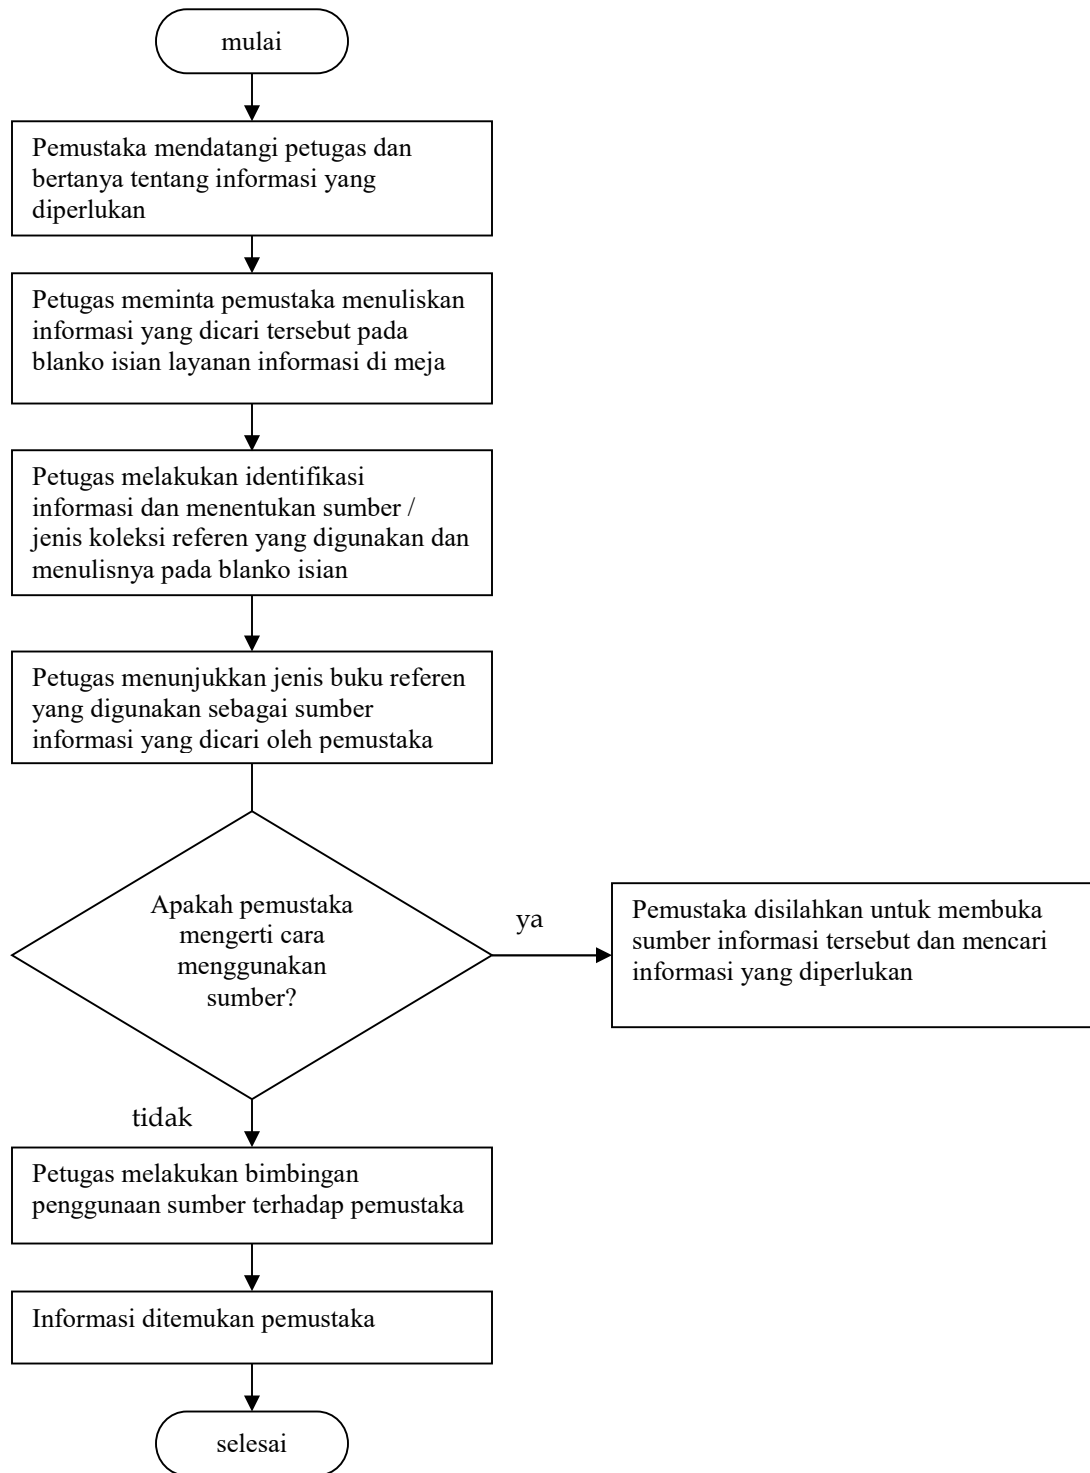 mulai
Pemustaka mendatangi petugas dan
bertanya tentang informasi yang
diperlukan
Petugas meminta pemustaka menuliskan
informasi yang dicari tersebut pada
blanko isian layanan informasi di meja
Petugas melakukan identifikasi
informasi dan menentukan sumber /
jenis koleksi referen yang digunakan dan
menulisnya pada blanko isian
Petugas menunjukkan jenis buku referen
yang digunakan sebagai sumber
informasi yang dicari oleh pemustaka
Apakah pemustaka
mengerti cara
menggunakan
sumber?
ya
Pemustaka disilahkan untuk membuka
sumber informasi tersebut dan mencari
informasi yang diperlukan
tidak
Petugas melakukan bimbingan
penggunaan sumber terhadap pemustaka
Informasi ditemukan pemustaka
selesai